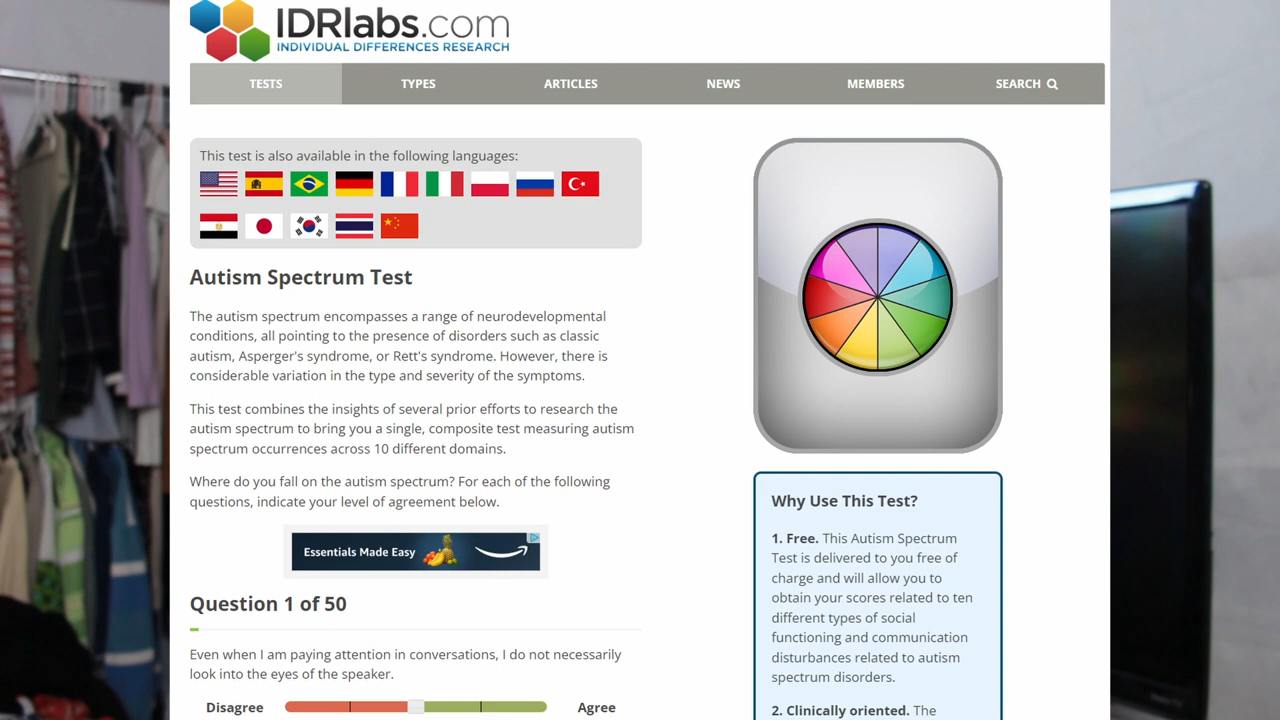 IDRlabs.com
INDIVIDUAL DIFFERENCES RESEARCH
TESTS
TYPES
ARTICLES
NEWS
MEMBERS
SEARCH
This test is also available in the following languages:
Autism Spectrum Test
The autism spectrum encompasses a range of neurodevelopmental
conditions, all pointing to the presence of disorders such as classic
autism, Asperger's syndrome, or Rett's syndrome. However, there is
considerable variation in the type and severity of the symptoms.
This test combines the insights of several prior efforts to research the
autism spectrum to bring you a single, composite test measuring autism
spectrum occurrences across 10 different domains.
Where do you fall on the autism spectrum? For each of the following
questions, indicate your level of agreement below.
Essentials Made Easy
Question 1 of 50
Even when I am paying attention in conversations, I do not necessarily
look into the eyes of the speaker.
Disagree
Agree
Why Use This Test?
1. Free. This Autism Spectrum
Test is delivered to you free of
charge and will allow you to
obtain your scores related to ten
different types of social
functioning and communication
disturbances related to autism
spectrum disorders.
2. Clinically oriented. The